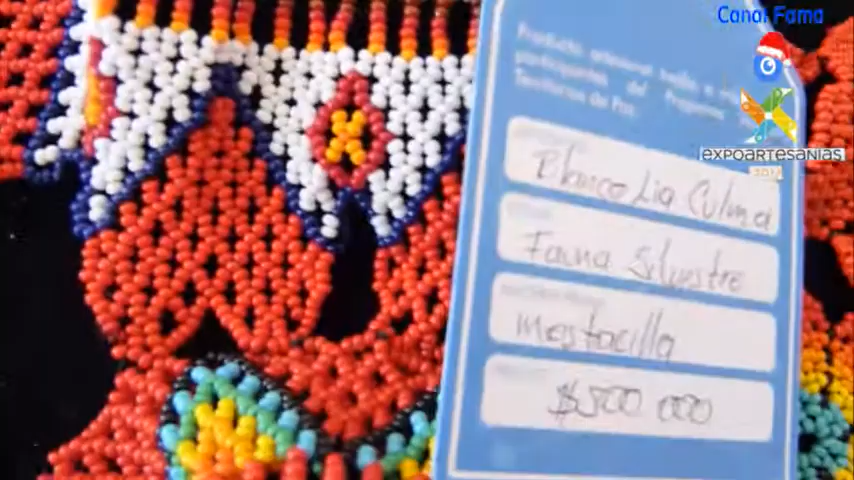 Canal Fama
Producto artesanal
participantes del Programa
Territorios de Paz
EXPOARTESANÍAS
Blanca Lia Culma
Fauna Silvestre
Mostacilla
$500 000